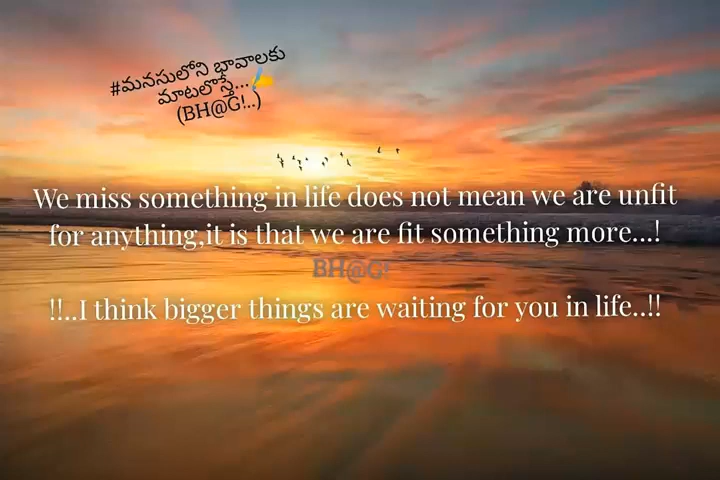 #మనసులోని భావాలకు
మాటలొస్తే...✍
(BH@G!..)
We miss something in life does not mean we are unfit
for anything,it is that we are fit something more...!
BH@G!
!!..I think bigger things are waiting for you in life..!!